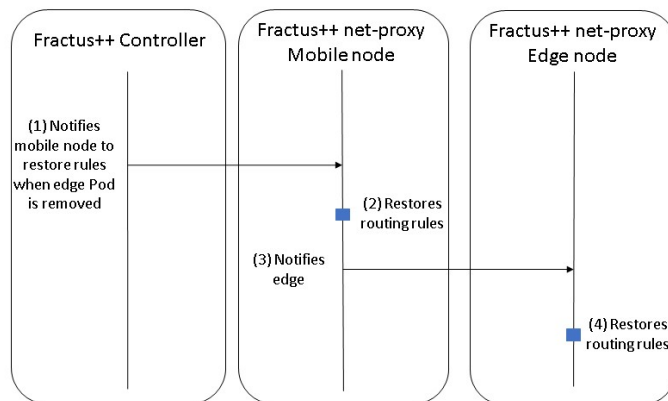 Fractus++ Controller
Fractus++ net-proxy
Mobile node
Fractus++ net-proxy
Edge node
(1) Notifies
mobile node to
restore rules
when edge Pod
is removed
(2) Restores
routing rules
(3) Notifies
edge
(4) Restores
routing rules